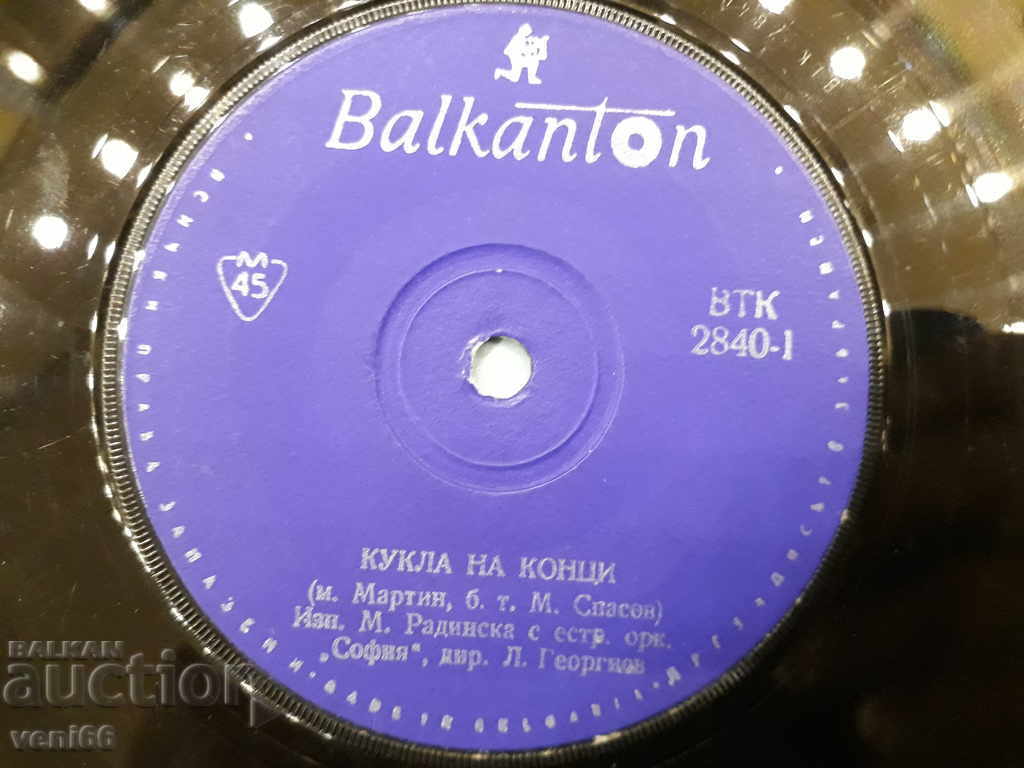 Balkanton
М
45
ВТК
2840-1
КУКЛА НА КОНЦИ
(м. Мартин, б. т. М. Спасов)
Изп. М. Радинска с естр. орк.
„София“, дир. Л. Георгиев
BALKAN
auction
veni66